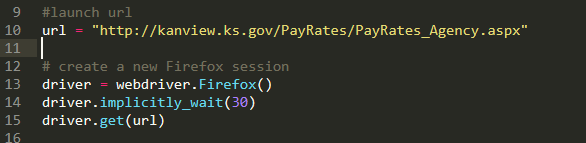 9 #launch url
10 url = "http://kanview.ks.gov/PayRates/PayRates_Agency.aspx"
11
12 # create a new Firefox session
13 driver = webdriver.Firefox()
14 driver.implicitly_wait(30)
15 driver.get(url)
16